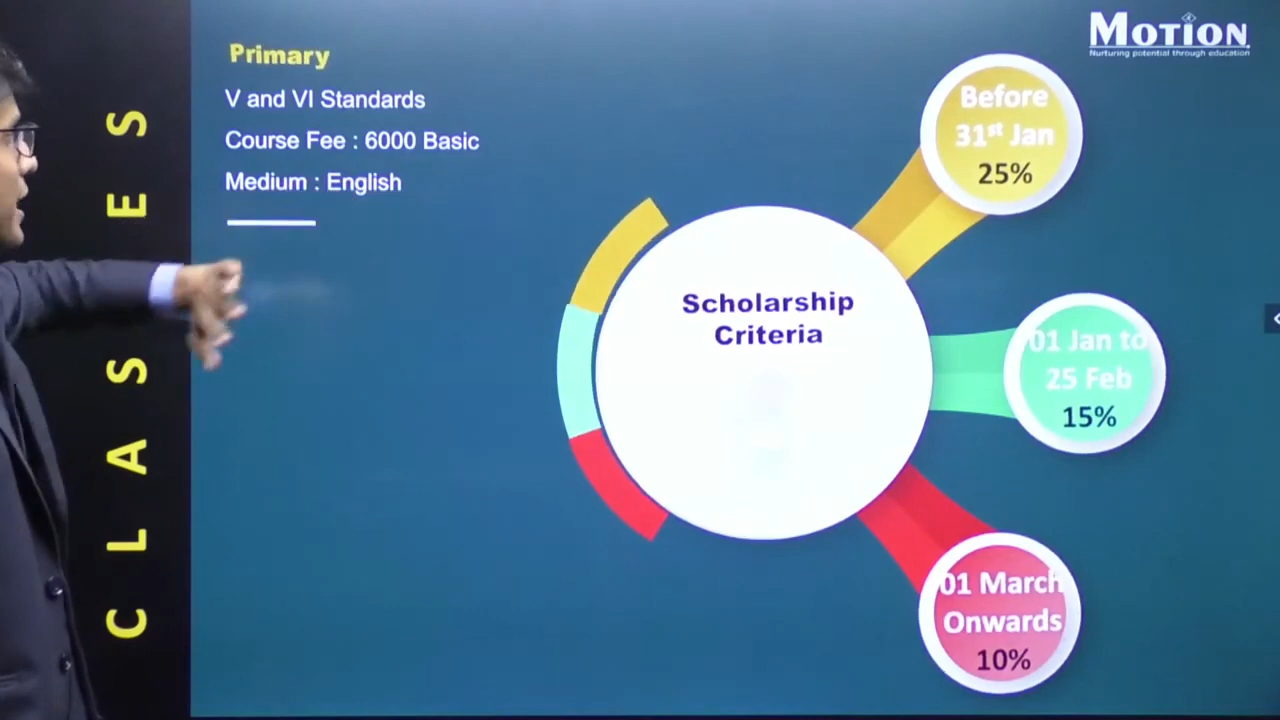 MOTION
Nurturing potential through education
CLASSES
Primary
V and VI Standards
Course Fee : 6000 Basic
Medium : English
Scholarship
Criteria
Before
31st Jan
25%
01 Jan to
25 Feb
15%
01 March
Onwards
10%